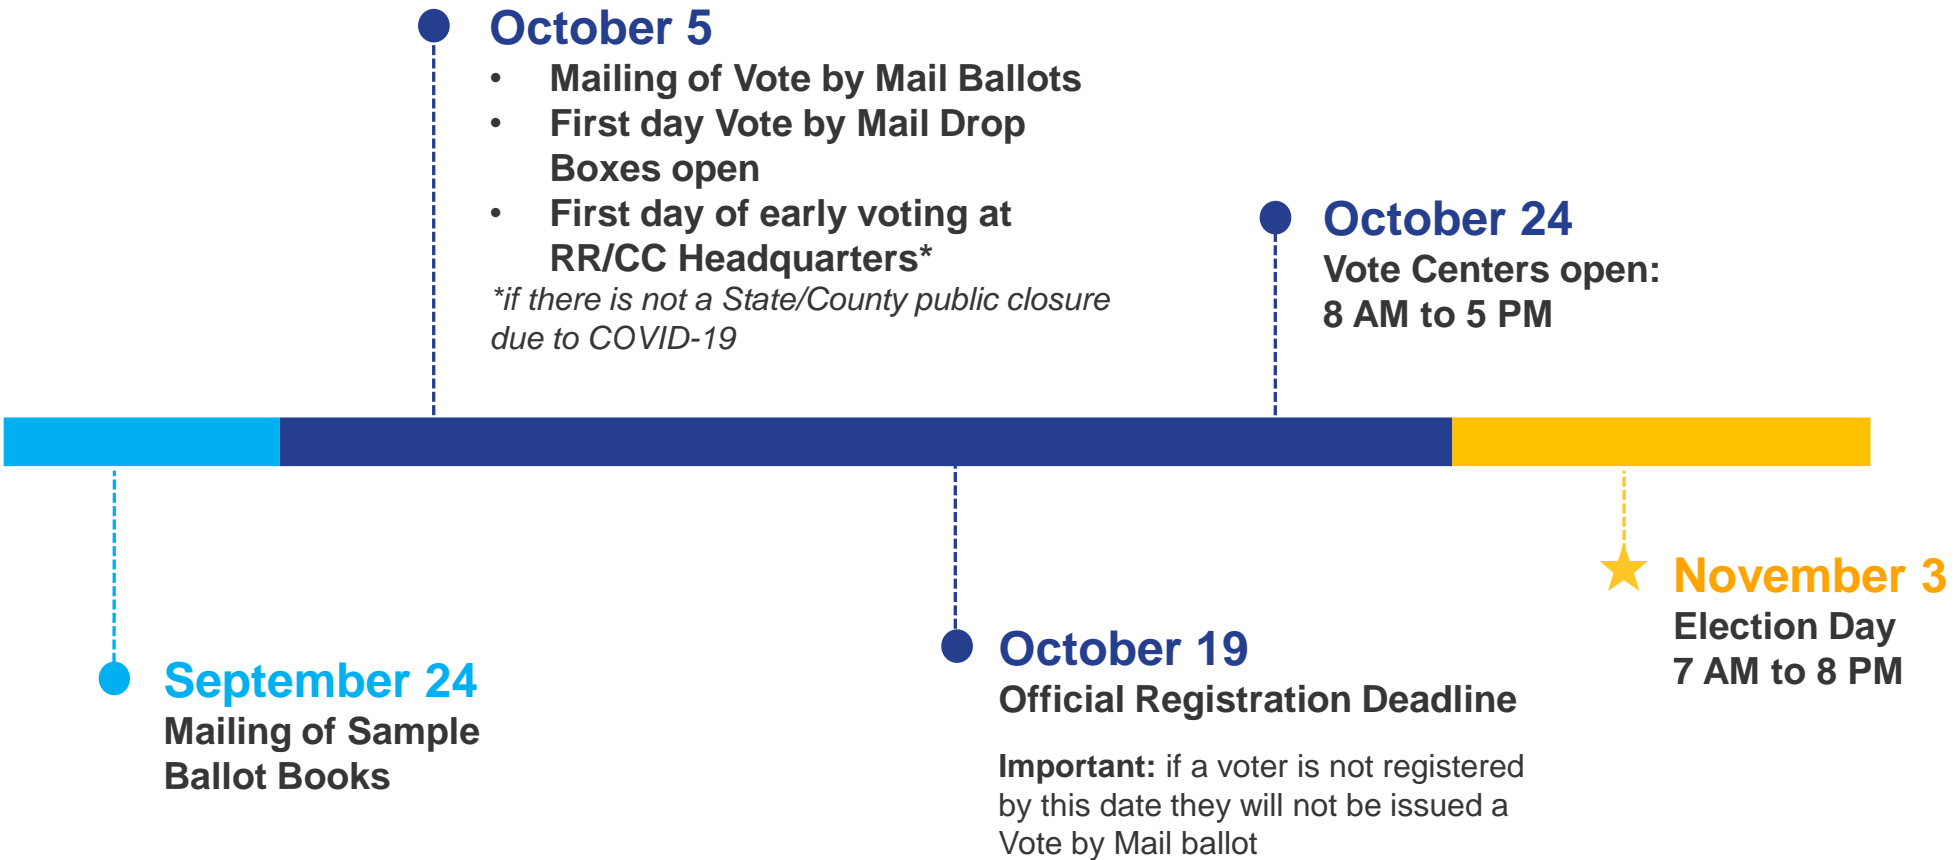 October 5
• Mailing of Vote by Mail Ballots
• First day Vote by Mail Drop
Boxes open
• First day of early voting at
RR/CC Headquarters*
*if there is not a State/County public closure
due to COVID-19
October 24
Vote Centers open:
8 AM to 5 PM
September 24
Mailing of Sample
Ballot Books
October 19
Official Registration Deadline
Important: if a voter is not registered
by this date they will not be issued a
Vote by Mail ballot
November 3
Election Day
7 AM to 8 PM